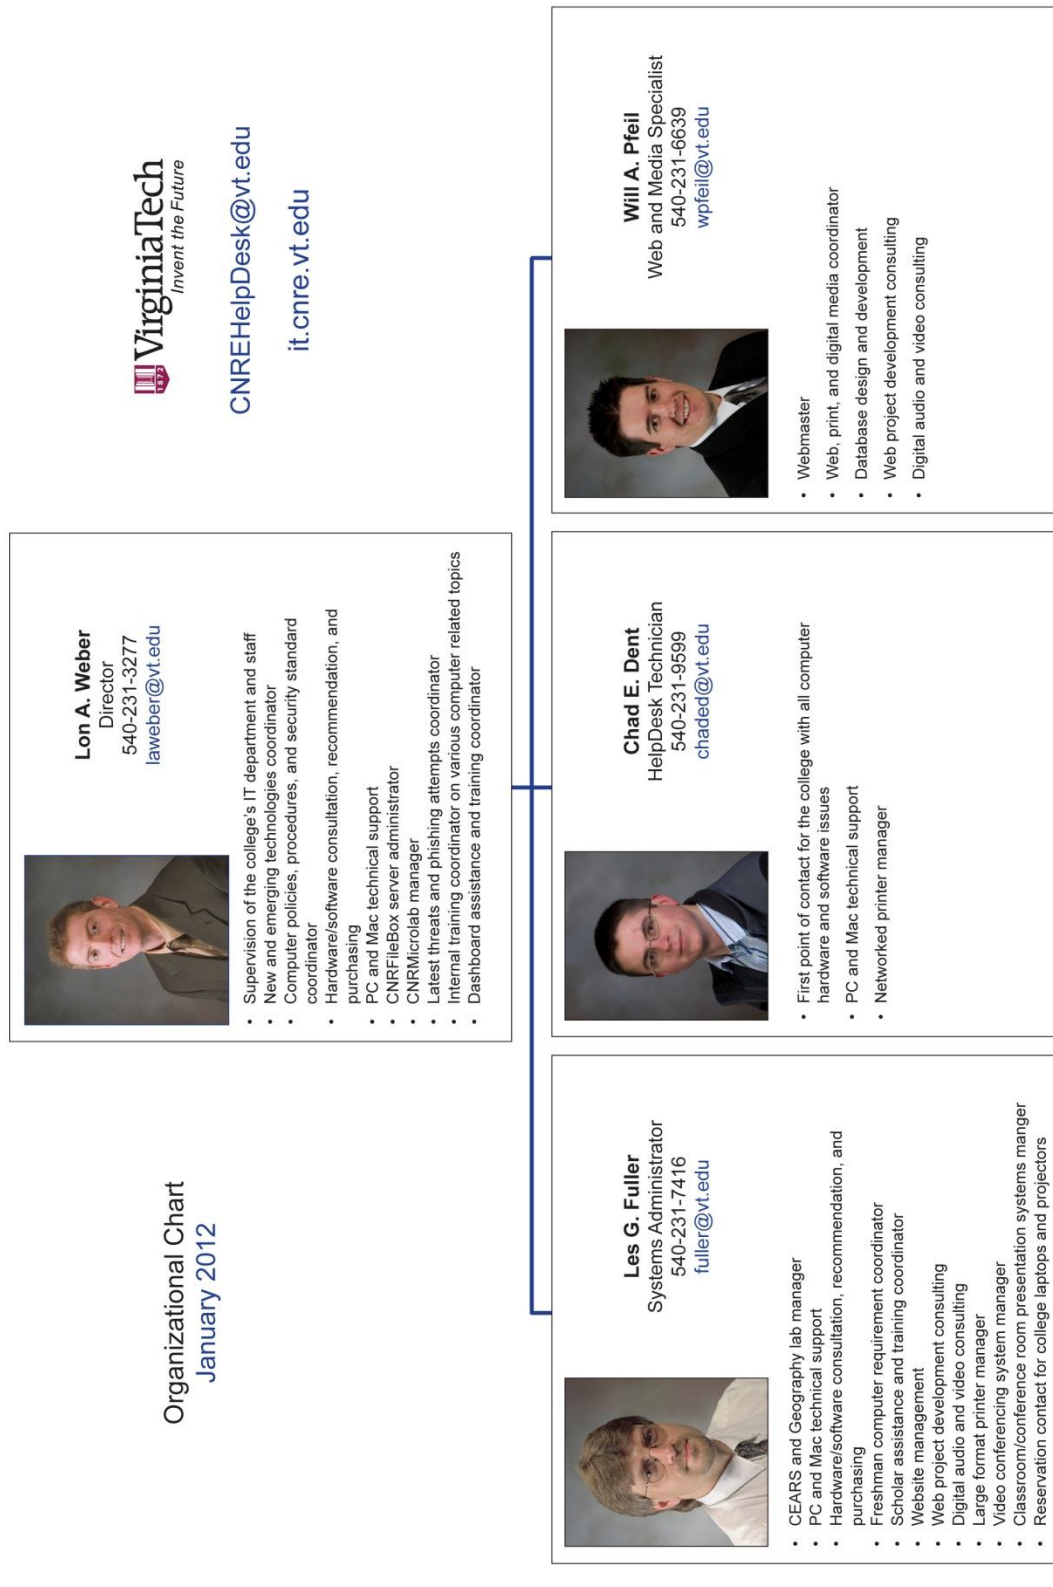 Organizational Chart
January 2012
Lon A. Weber
Director
540-231-3277
laweber@vt.edu
• Supervision of the college's IT department and staff
• New and emerging technologies coordinator
• Computer policies, procedures, and security standard
coordinator
• Hardware/software consultation, recommendation, and
purchasing
• PC and Mac technical support
• CNRFileBox server administrator
• CNRMicrolab manager
• Latest threats and phishing attempts coordinator
• Internal training coordinator on various computer related topics
• Dashboard assistance and training coordinator
1872
VirginiaTech
Invent the Future
CNREHelpDesk@vt.edu
it.cnre.vt.edu
Les G. Fuller
Systems Administrator
540-231-7416
fuller@vt.edu
• CEARS and Geography lab manager
• PC and Mac technical support
• Hardware/software consultation, recommendation, and
purchasing
• Freshman computer requirement coordinator
• Scholar assistance and training coordinator
• Website management
• Web project development consulting
• Digital audio and video consulting
• Large format printer manager
• Video conferencing system manager
• Classroom/conference room presentation systems manger
• Reservation contact for college laptops and projectors
Chad E. Dent
HelpDesk Technician
540-231-9599
chaded@vt.edu
• First point of contact for the college with all computer
hardware and software issues
• PC and Mac technical support
• Networked printer manager
Will A. Pfeil
Web and Media Specialist
540-231-6639
wpfeil@vt.edu
• Webmaster
• Web, print, and digital media coordinator
• Database design and development
• Web project development consulting
• Digital audio and video consulting